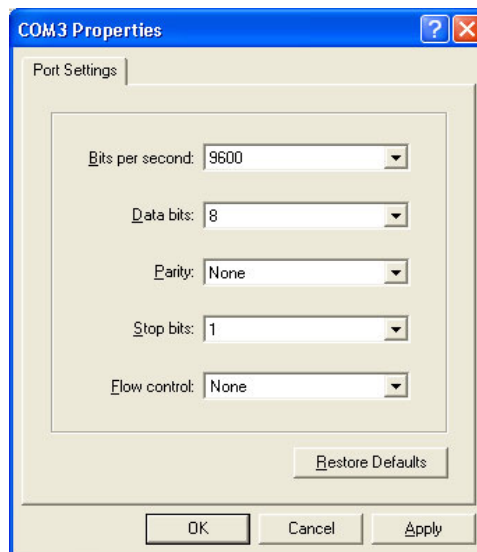 COM3 Properties
Port Settings
Bits per second: 9600
Data bits: 8
Parity: None
Stop bits: 1
Flow control: None
Restore Defaults
OK Cancel Apply